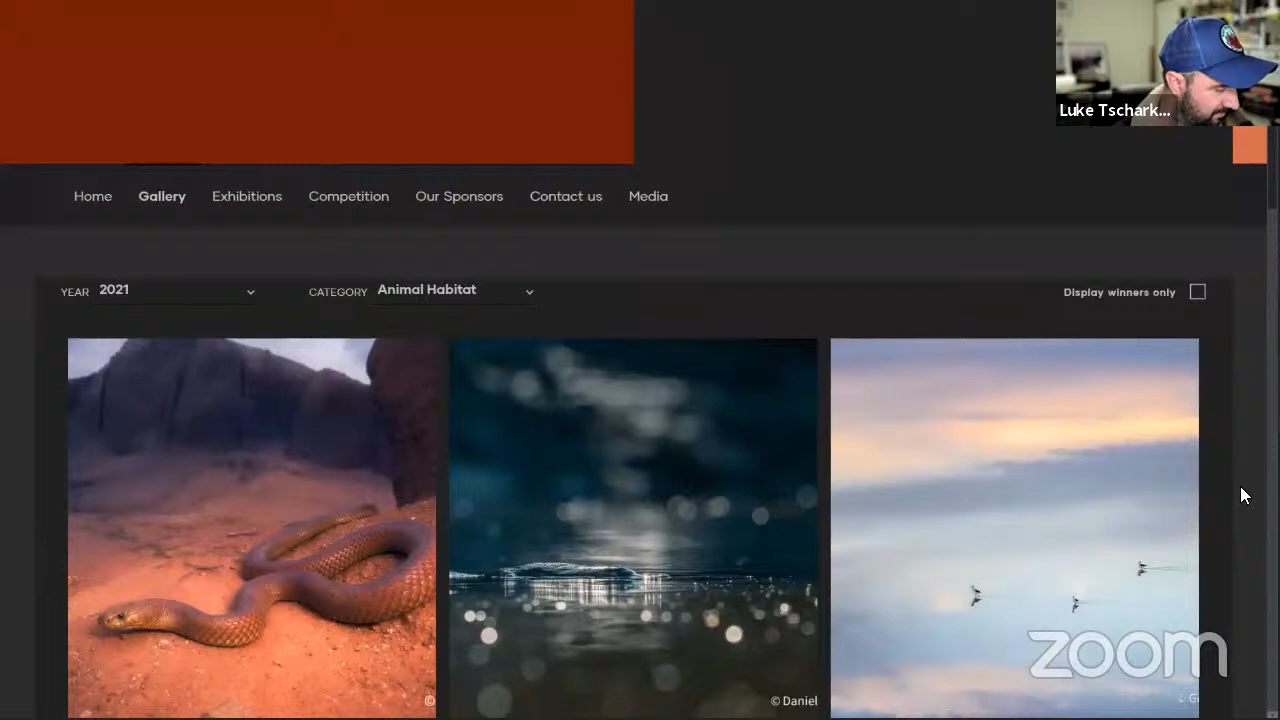 Luke Tschark...
Home Gallery Exhibitions Competition Our Sponsors Contact us Media
YEAR 2021 CATEGORY Animal Habitat Display winners only
zoom
© © Daniel